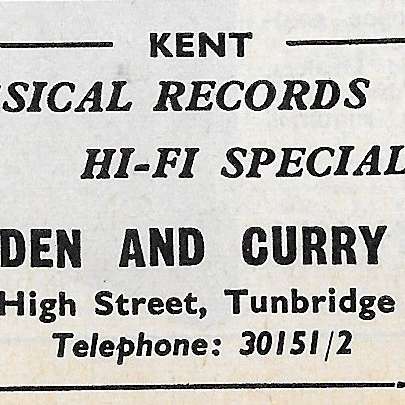 KENT
SICAL RECORDS
HI-FI SPECIAL
DEN AND CURRY
High Street, Tunbridge
Telephone: 30151/2